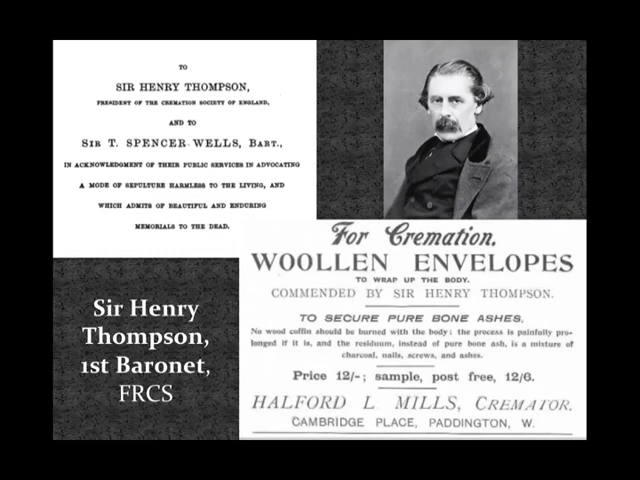 TO
SIR HENRY THOMPSON,
PRESIDENT OF THE CREMATION SOCIETY OF ENGLAND,
AND TO
SIR T. SPENCER WELLS, BART.,
IN ACKNOWLEDGMENT OF THEIR PUBLIC SERVICES IN ADVOCATING
A MODE OF SEPULTURE HARMLESS TO THE LIVING, AND
WHICH ADMITS OF BEAUTIFUL AND ENDURING
MEMORIALS TO THE DEAD.
For Cremation.
WOOLLEN ENVELOPES
TO WRAP UP THE BODY.
COMMENDED BY SIR HENRY THOMPSON.
TO SECURE PURE BONE ASHES.
No wood coffin should be burned with the body: the process is painfully pro-
longed if it is, and the residuum, instead of pure bone ash, is a mixture of
charcoal, nails, screws, and ashes.
Price 12/-; sample, post free, 12/6.
HALFORD L MILLS, CREMATOR.
CAMBRIDGE PLACE, PADDINGTON, W.
Sir Henry
Thompson,
1st Baronet,
FRCS